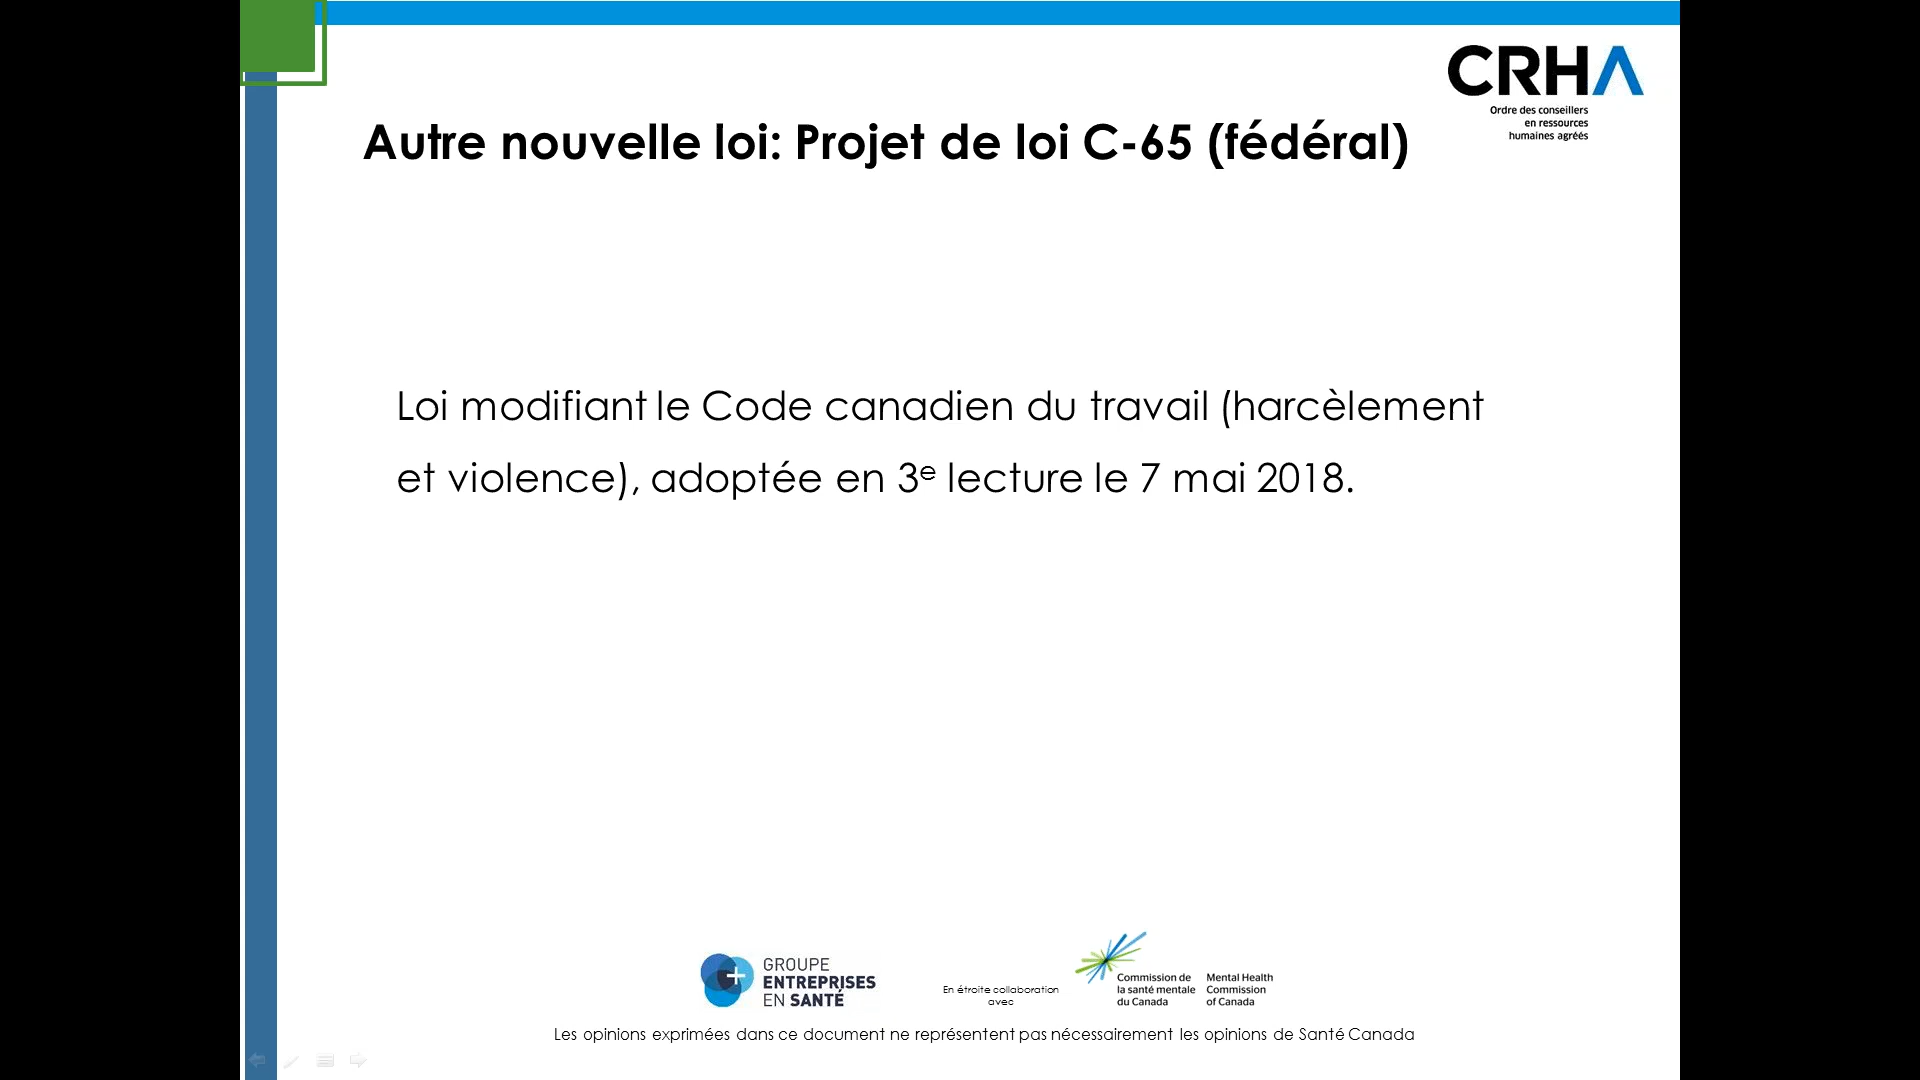 CRHA
Ordre des conseillers
en ressources
humaines agréés
Autre nouvelle loi: Projet de loi C-65 (fédéral)
Loi modifiant le Code canadien du travail (harcèlement
et violence), adoptée en 3e lecture le 7 mai 2018.
GROUPE
ENTREPRISES
EN SANTÉ
En étroite collaboration
avec
Commission de
la santé mentale
du Canada
Mental Health
Commission
of Canada
Les opinions exprimées dans ce document ne représentent pas nécessairement les opinions de Santé Canada